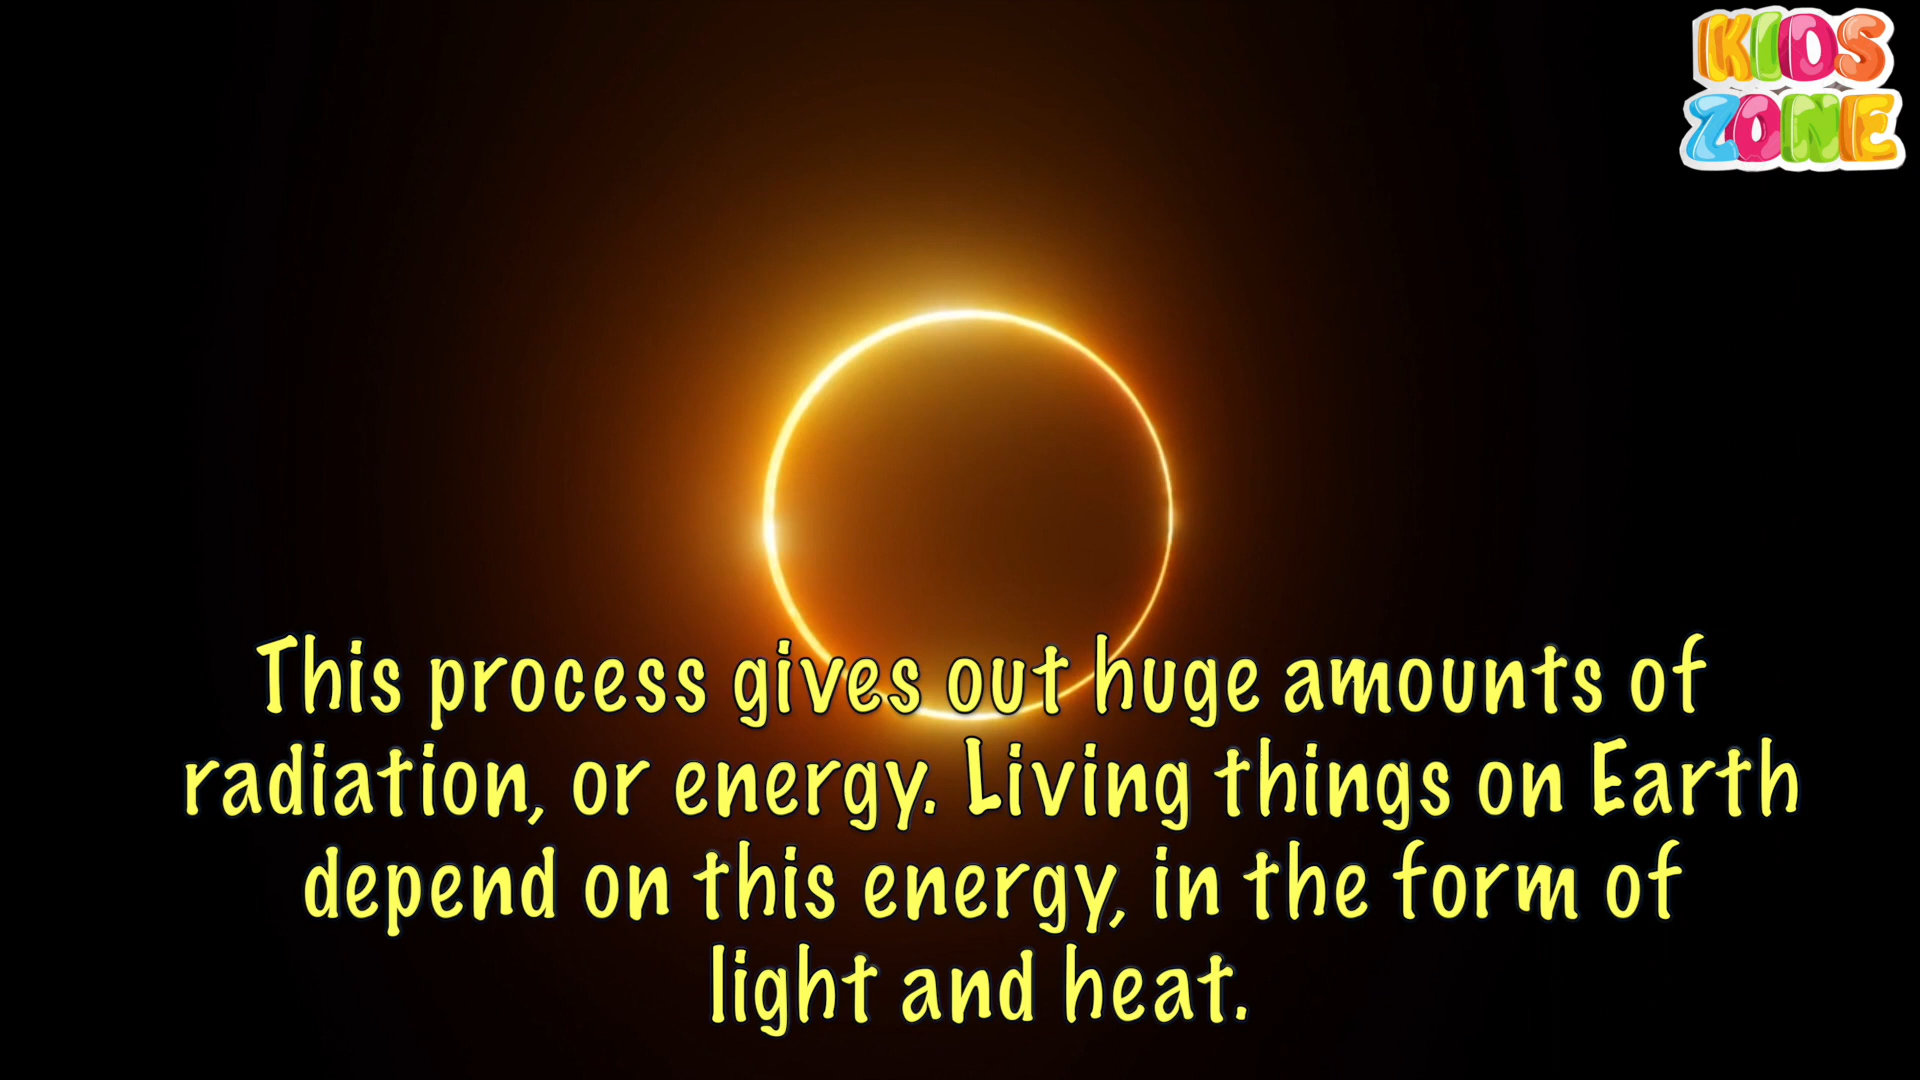 KIDS
ZONE
This process gives out huge amounts of
radiation, or energy. Living things on Earth
depend on this energy, in the form of
light and heat.